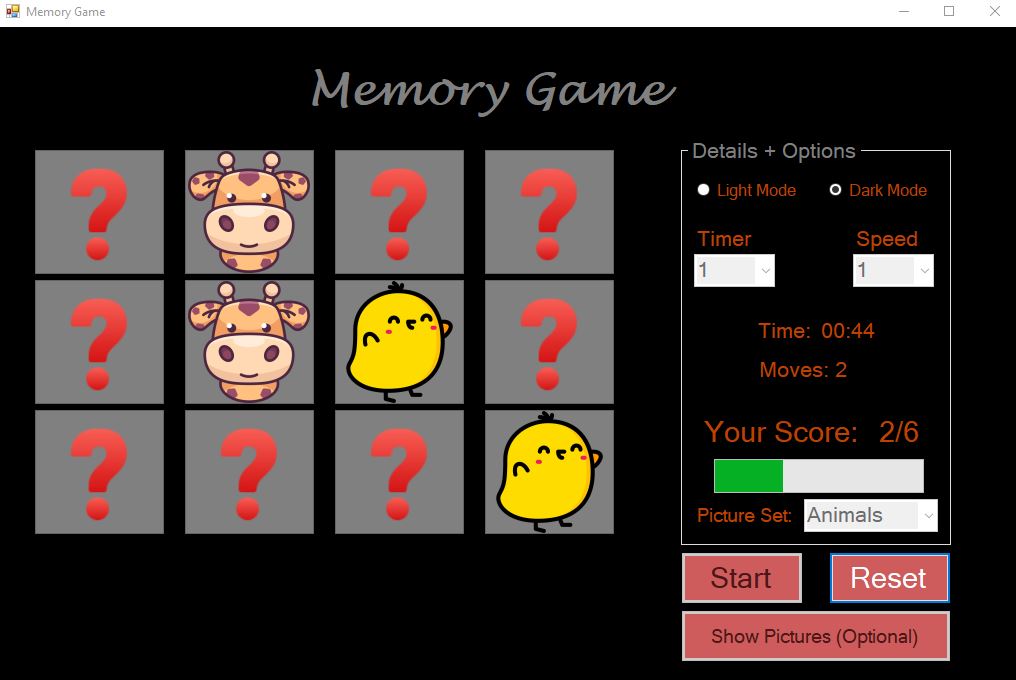 Memory Game
Memory Game
? ? ?
? ?
? ? ?
Details + Options
Light Mode Dark Mode
Timer Speed
1 1
Time: 00:44
Moves: 2
Your Score: 2/6
Picture Set: Animals
Start Reset
Show Pictures (Optional)